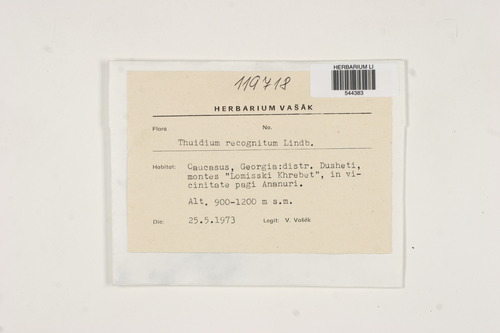 HERBARIUM LI
544383
119718
HERBARIUM VAŠÁK
Flora No.
Thuidium recognitum Lindb.
Habitat: Caucasus, Georgia:distr. Dusheti,
montes "Lomisski Khrebet", in vi-
cinitate pagi Ananuri.
Alt. 900-1200 m s.m.
Die: 25.5.1973 Legit: V. Vašák